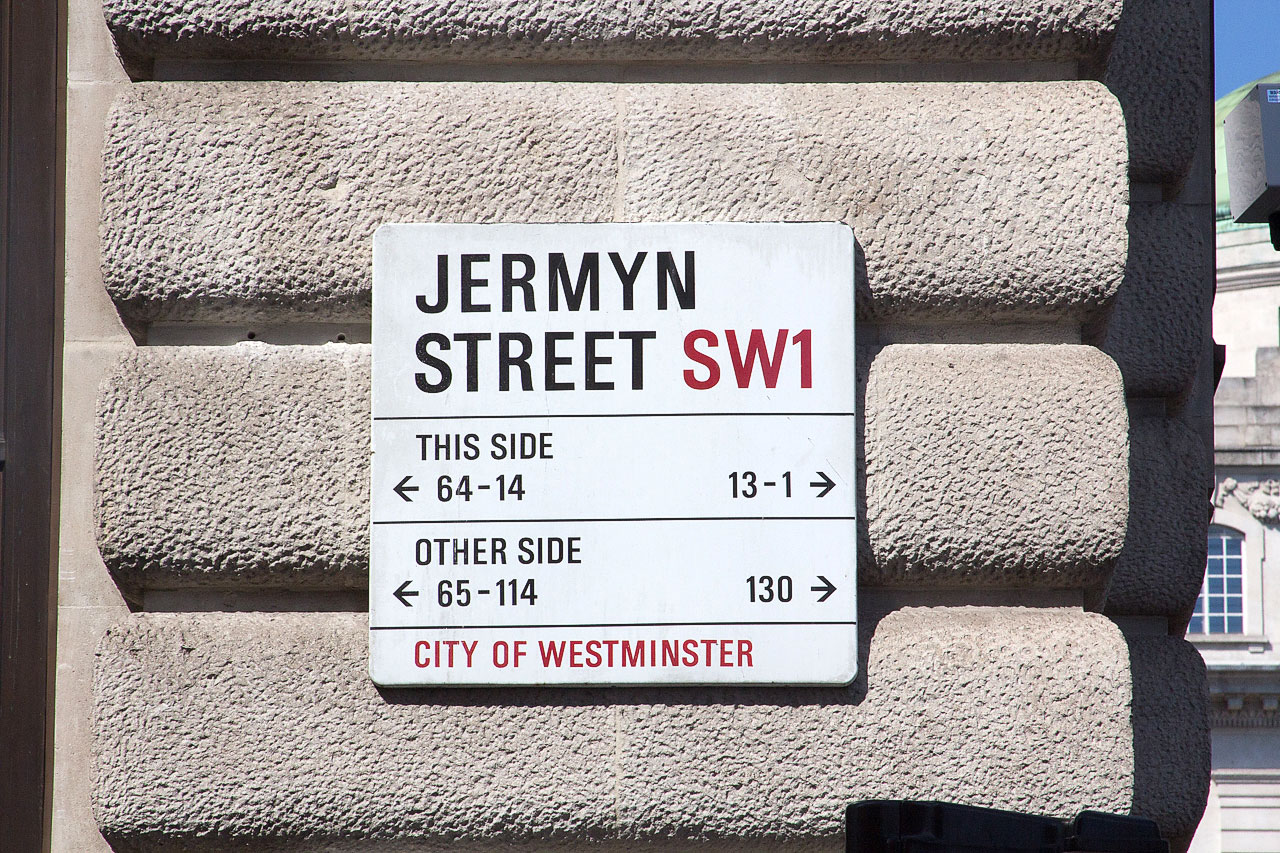 JERMYN
STREET SW1
THIS SIDE
← 64-14 13-1 →
OTHER SIDE
← 65-114 130 →
CITY OF WESTMINSTER